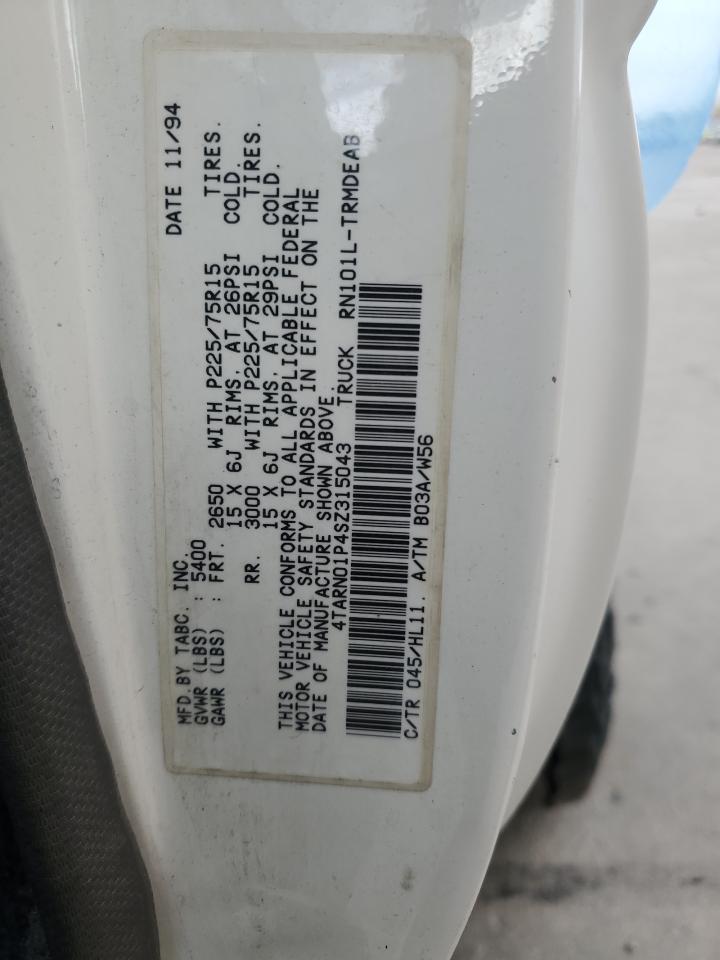 MFD.BY TABC. INC. DATE 11/94
GVWR (LBS) : 5400
GAWR (LBS) : FRT. 2650 WITH P225/75R15 TIRES.
15 X 6J RIMS, AT 26PSI COLD.
RR. 3000 WITH P225/75R15 TIRES.
15 X 6J RIMS, AT 29PSI COLD.
THIS VEHICLE CONFORMS TO ALL APPLICABLE FEDERAL
MOTOR VEHICLE SAFETY STANDARDS IN EFFECT ON THE
DATE OF MANUFACTURE SHOWN ABOVE.
4TARN01P4SZ315043 TRUCK RN101L-TRMDEAB
C/TR 045/HL11. A/TM B03A/W56